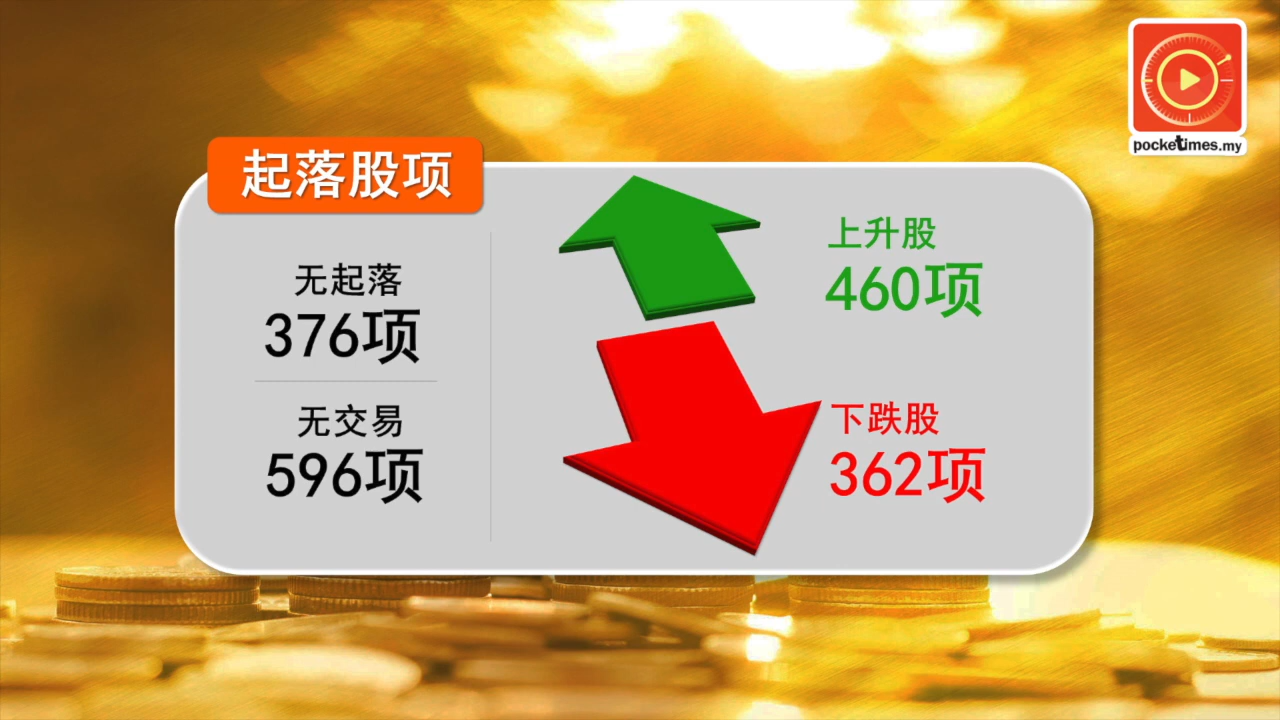 pocketimes.my
起落股项
无起落
376项
无交易
596项
上升股
460项
下跌股
362项